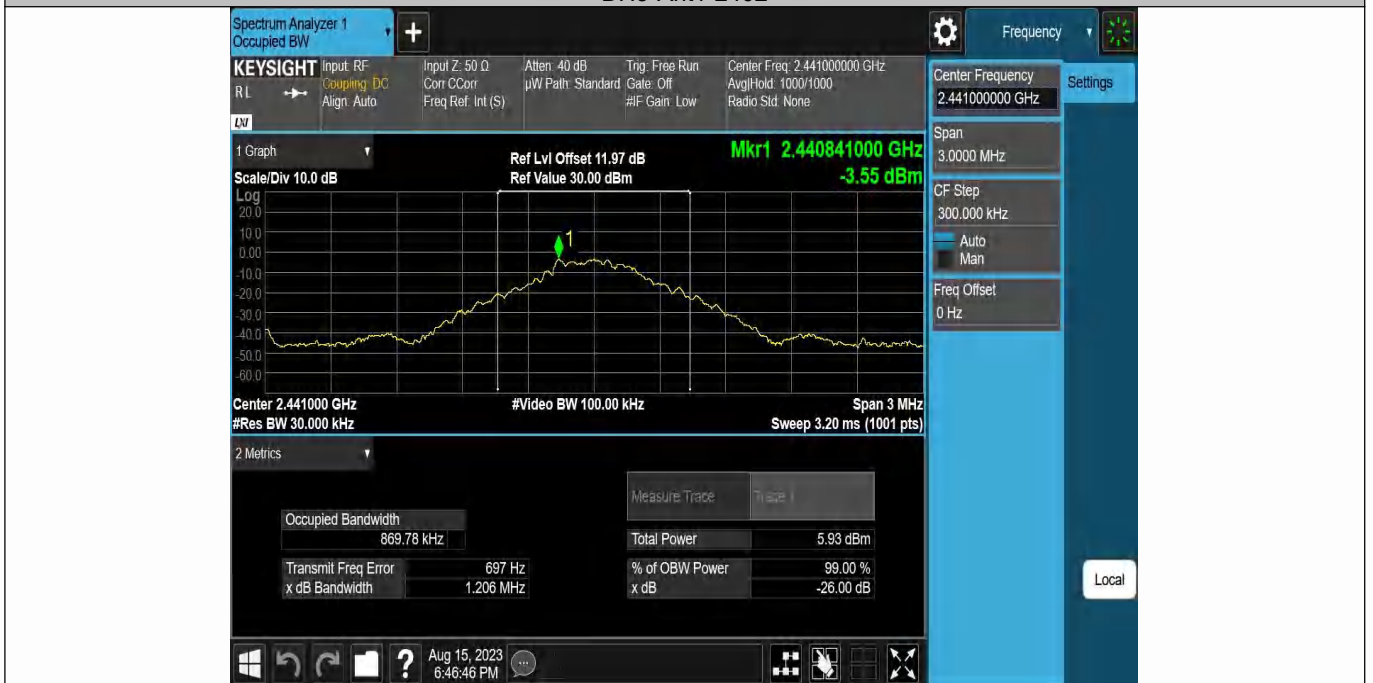 Spectrum Analyzer 1
Occupied BW
+
Frequency
KEYSIGHT
R L
LXI
Input: RF
Coupling: DC
Align: Auto
Input Z: 50 Ω
Corr CCorr
Freq Ref: Int (S)
Atten: 40 dB
µW Path: Standard
Trig: Free Run
Gate: Off
#IF Gain: Low
Center Freq: 2.441000000 GHz
Avg|Hold: 1000/1000
Radio Std: None
Center Frequency
2.441000000 GHz
Settings
Span
3.0000 MHz
CF Step
300.000 kHz
Auto
Man
Freq Offset
0 Hz
Local
1 Graph
Scale/Div 10.0 dB
Ref Lvl Offset 11.97 dB
Ref Value 30.00 dBm
Mkr1 2.440841000 GHz
-3.55 dBm
Log
20.0
10.0
0.00
-10.0
-20.0
-30.0
-40.0
-50.0
-60.0
1
Center 2.441000 GHz
#Video BW 100.00 kHz
Span 3 MHz
#Res BW 30.000 kHz
Sweep 3.20 ms (1001 pts)
2 Metrics
Measure Trace
Trace 1
Occupied Bandwidth
869.78 kHz
Total Power 5.93 dBm
Transmit Freq Error 697 Hz
% of OBW Power 99.00 %
x dB Bandwidth 1.206 MHz
x dB -26.00 dB
?
Aug 15, 2023
6:46:46 PM